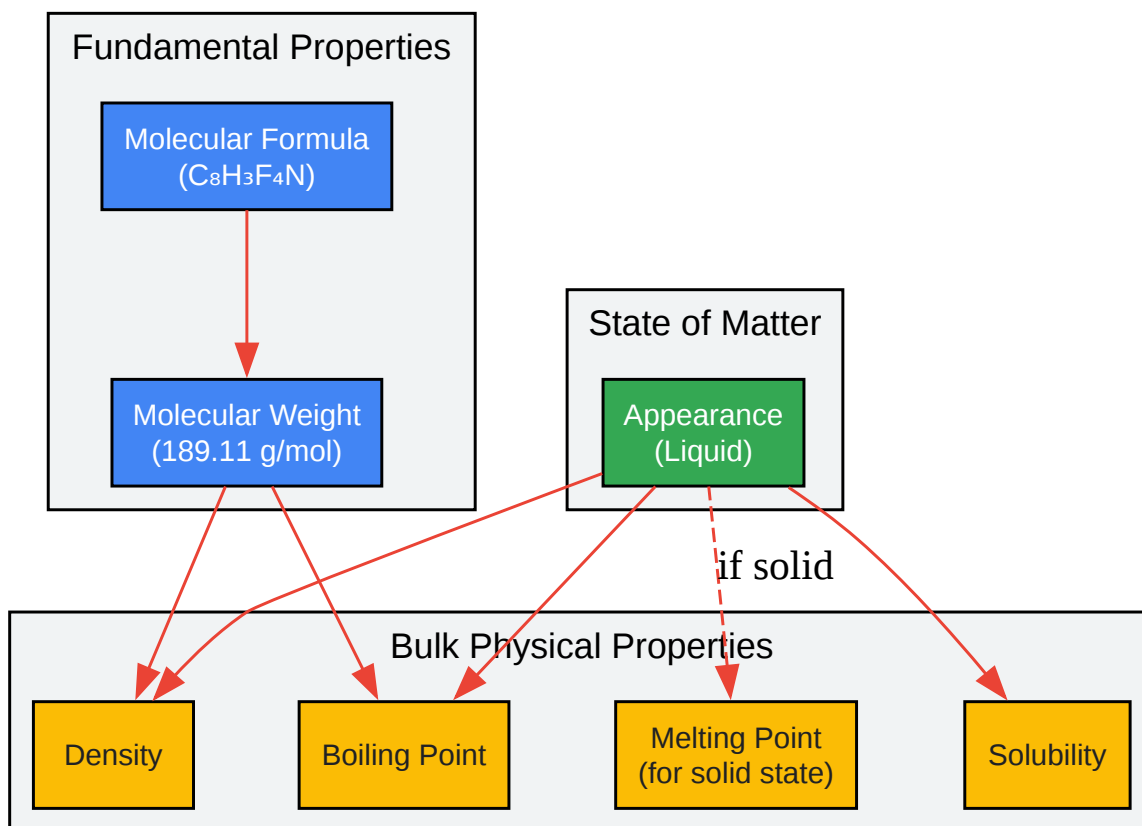 Fundamental Properties
Molecular Formula
(C₈H₃F₄N)
State of Matter
Molecular Weight
(189.11 g/mol)
Appearance
(Liquid)
if solid
Bulk Physical Properties
Density
Boiling Point
Melting Point
(for solid state)
Solubility